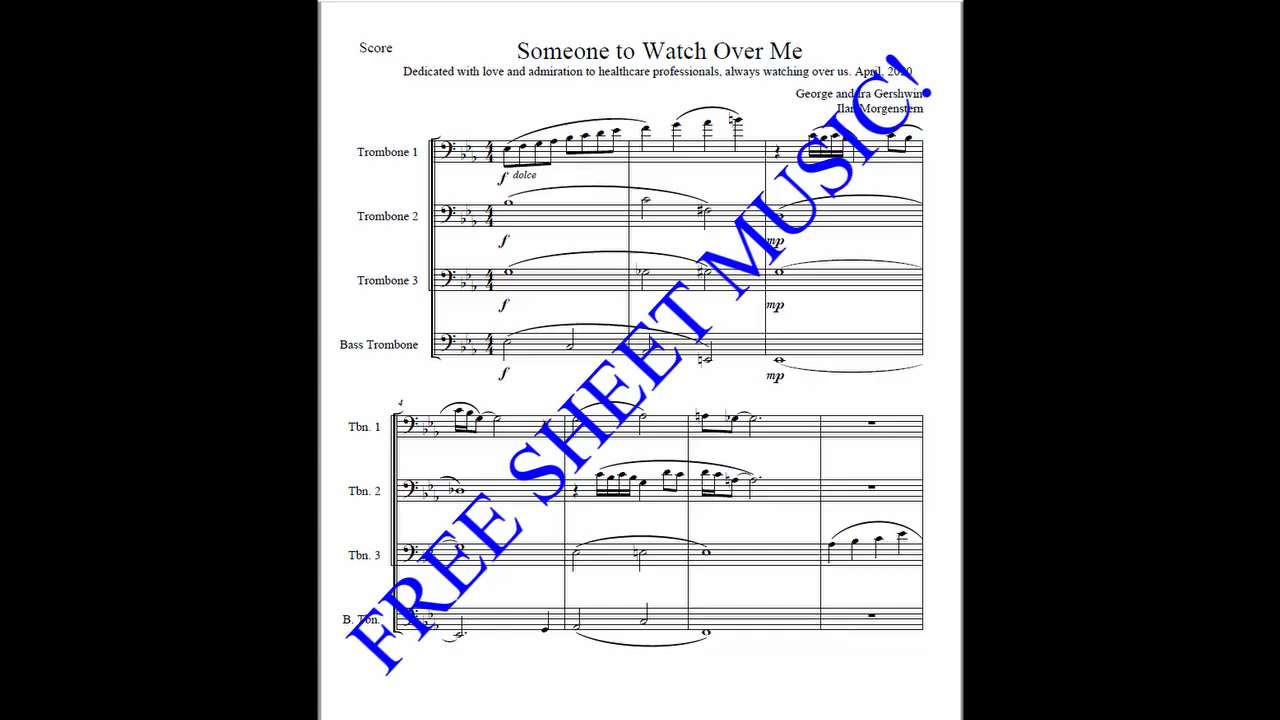 Score
Someone to Watch Over Me
Dedicated with love and admiration to healthcare professionals, always watching over us. April, 2020
George and Ira Gershwin
Ilan Morgenstern
Trombone 1
f dolce
Trombone 2
f
mp
Trombone 3
f
mp
Bass Trombone
f
mp
4
Tbn. 1
Tbn. 2
Tbn. 3
B. Tbn.
FREE SHEET MUSIC!